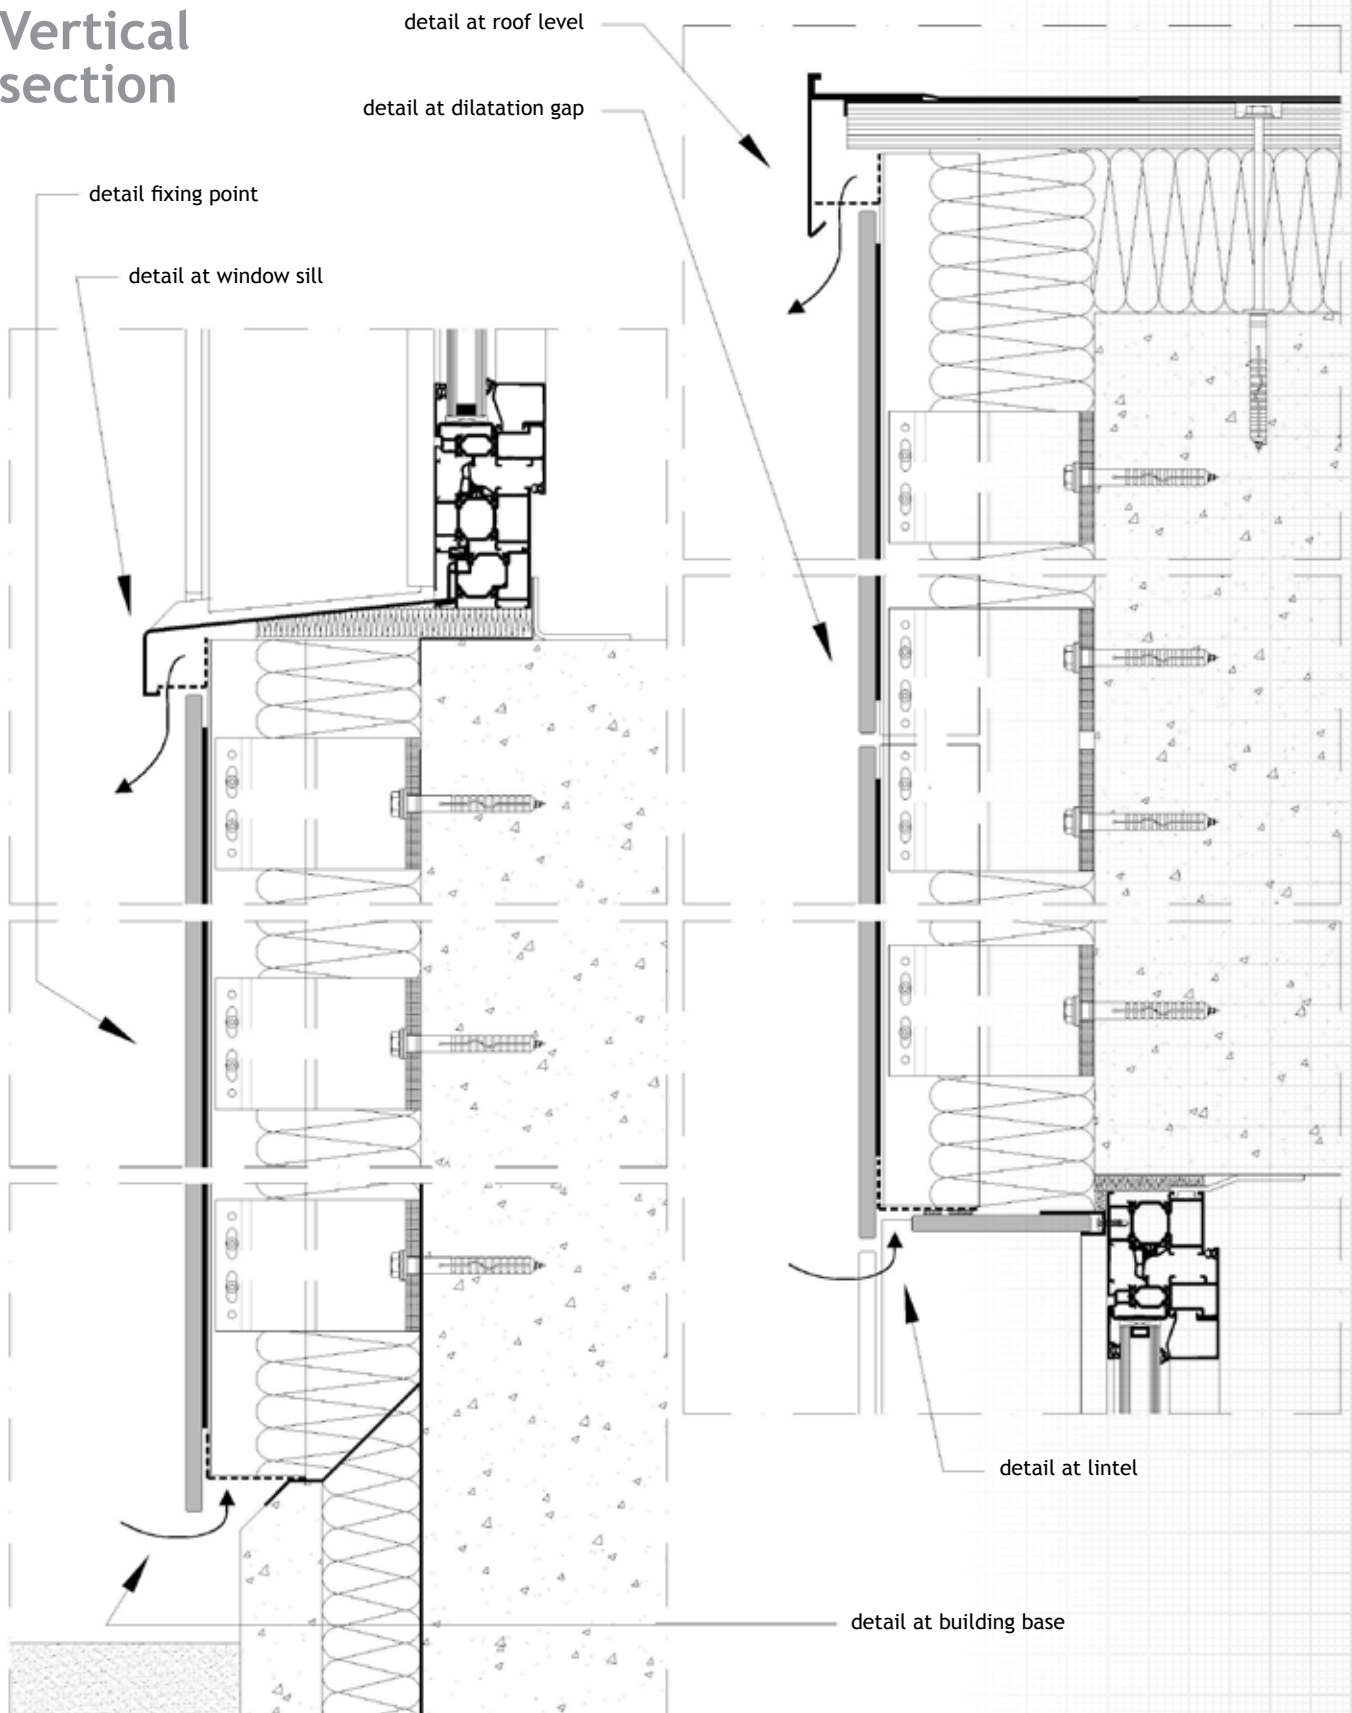 Vertical
section
detail at roof level
detail at dilatation gap
detail fixing point
detail at window sill
detail at lintel
detail at building base